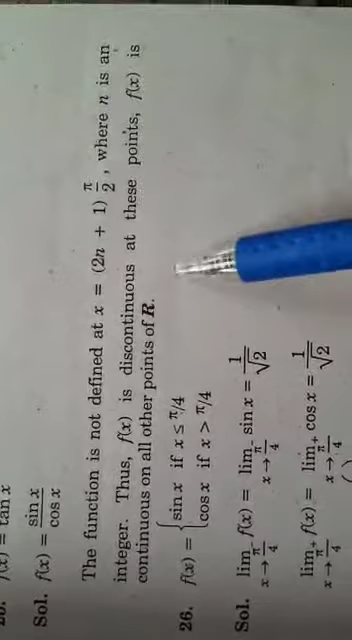 f(x) = tan x
Sol. f(x) = sin x / cos x
The function is not defined at x = (2n + 1) π/2, where n is an
integer. Thus, f(x) is discontinuous at these points, f(x) is
continuous on all other points of R.
26. f(x) = { sin x if x ≤ π/4
cos x if x > π/4
Sol. lim x→π/4⁻ f(x) = lim x→π/4⁻ sin x = 1/√2
lim x→π/4⁺ f(x) = lim x→π/4⁺ cos x = 1/√2